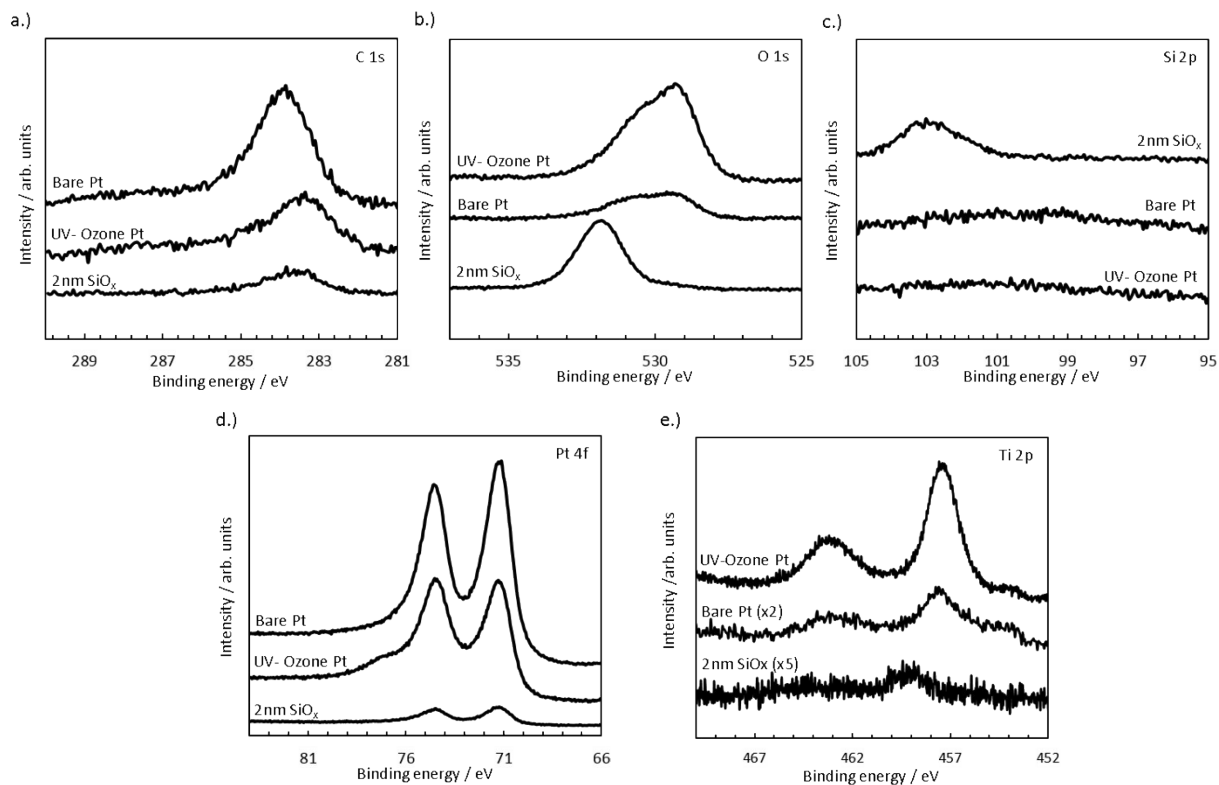 a.)
C 1s
Bare Pt
UV- Ozone Pt
2nm SiOₓ
Intensity / arb. units
289 287 285 283 281
Binding energy / eV
b.)
O 1s
UV- Ozone Pt
Bare Pt
2nm SiOₓ
Intensity / arb. units
535 530 525
Binding energy / eV
c.)
Si 2p
2nm SiOₓ
Bare Pt
UV- Ozone Pt
Intensity / arb. units
105 103 101 99 97 95
Binding energy / eV
d.)
Pt 4f
Bare Pt
UV- Ozone Pt
2nm SiOₓ
Intensity / arb. units
81 76 71 66
Binding energy / eV
e.)
Ti 2p
UV-Ozone Pt
Bare Pt (x2)
2nm SiOx (x5)
Intensity /arb. units
467 462 457 452
Binding energy / eV